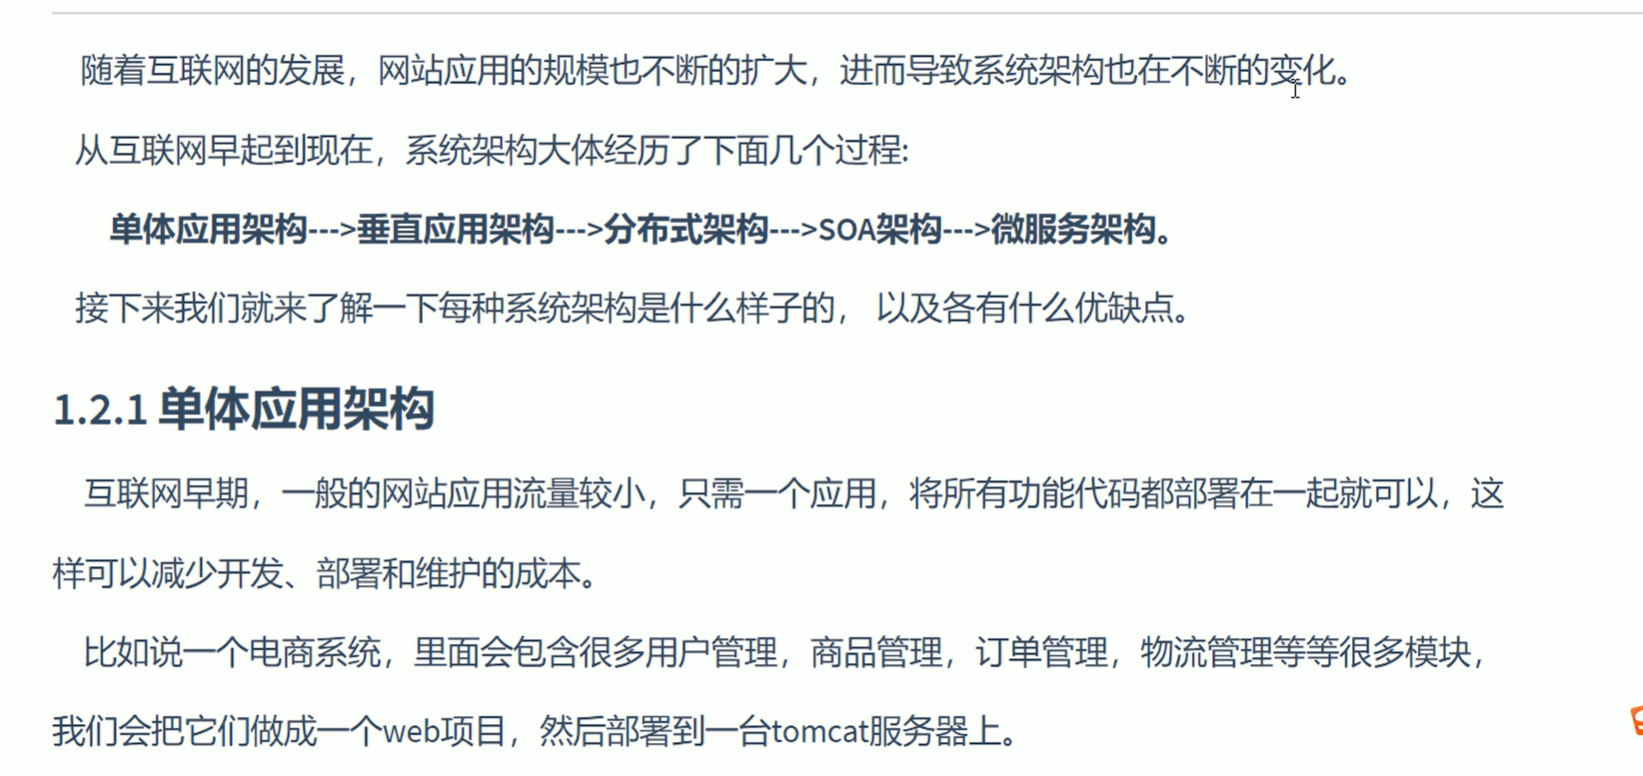 随着互联网的发展，网站应用的规模也不断的扩大，进而导致系统架构也在不断的变化。
从互联网早起到现在，系统架构大体经历了下面几个过程:
单体应用架构--->垂直应用架构--->分布式架构--->SOA架构--->微服务架构。
接下来我们就来了解一下每种系统架构是什么样子的， 以及各有什么优缺点。
1.2.1 单体应用架构
互联网早期，一般的网站应用流量较小，只需一个应用，将所有功能代码都部署在一起就可以，这
样可以减少开发、部署和维护的成本。
比如说一个电商系统，里面会包含很多用户管理，商品管理，订单管理，物流管理等等很多模块，
我们会把它们做成一个web项目，然后部署到一台tomcat服务器上。